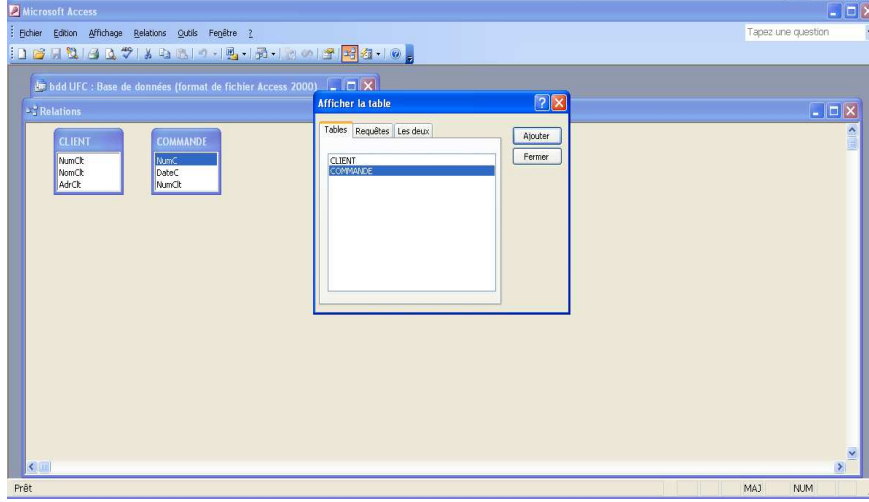 Microsoft Access
Fichier Edition Affichage Relations Outils Fenêtre ? Tapez une question
bdd UFC : Base de données (format de fichier Access 2000)
Relations
CLIENT
NumClt
NomClt
AdrClt
COMMANDE
NumC
DateC
NumClt
Afficher la table
Tables Requêtes Les deux
CLIENT
COMMANDE
Ajouter
Fermer
Prêt MAJ NUM